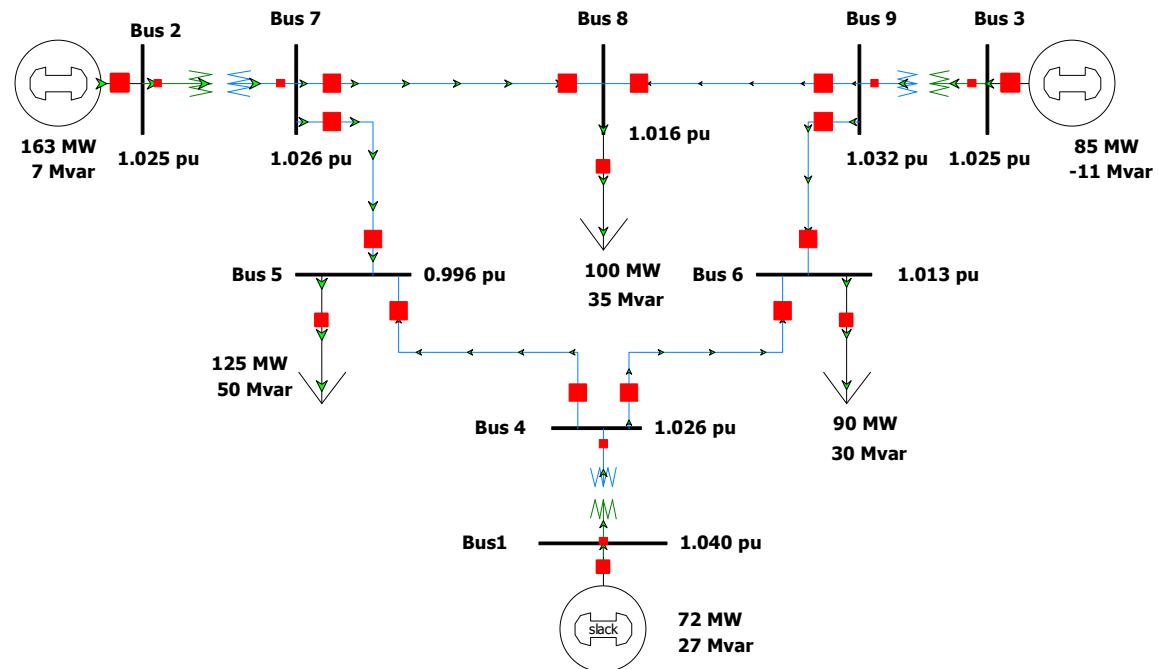 Bus 2
Bus 7
Bus 8
Bus 9
Bus 3
163 MW
7 Mvar
1.025 pu
1.026 pu
1.016 pu
1.032 pu
1.025 pu
85 MW
-11 Mvar
Bus 5
0.996 pu
100 MW
35 Mvar
Bus 6
1.013 pu
125 MW
50 Mvar
Bus 4
1.026 pu
90 MW
30 Mvar
Bus1
1.040 pu
slack
72 MW
27 Mvar